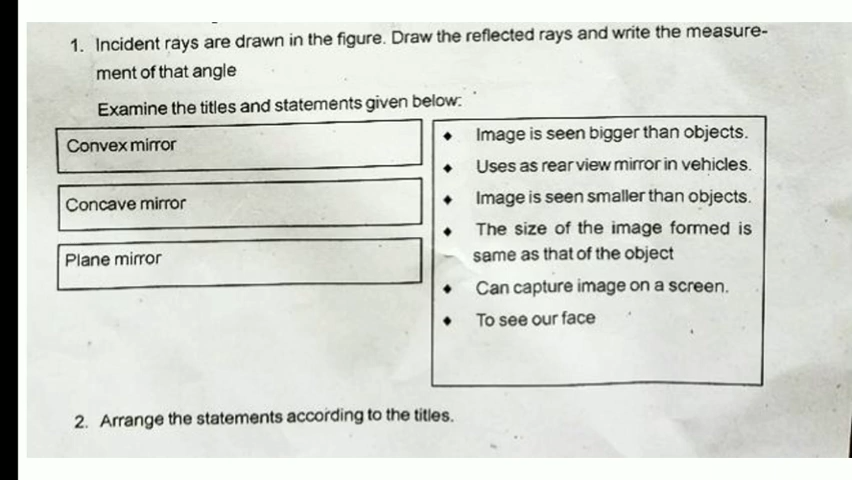 1. Incident rays are drawn in the figure. Draw the reflected rays and write the measure-
ment of that angle
Examine the titles and statements given below:
Convex mirror
Concave mirror
Plane mirror
♦ Image is seen bigger than objects.
♦ Uses as rear view mirror in vehicles.
♦ Image is seen smaller than objects.
♦ The size of the image formed is
same as that of the object
♦ Can capture image on a screen.
♦ To see our face
2. Arrange the statements according to the titles.